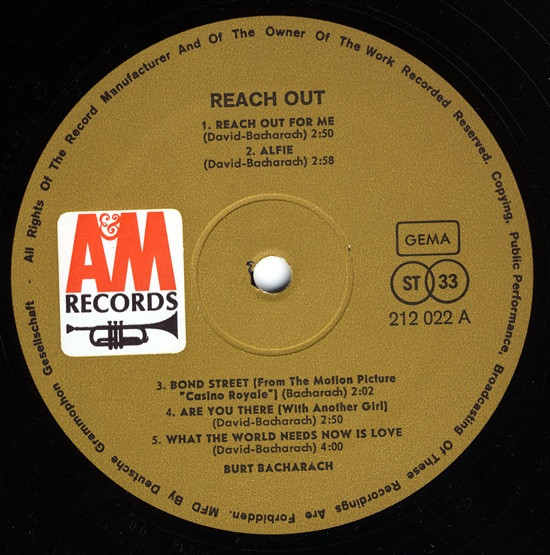 All Rights Of The Record Manufacturer And Of The Owner Of The Work Recorded Reserved. Copying, Public Performance, Broadcasting Of These Recordings Are Forbidden. MFD By Deutsche Grammophon Gesellschaft ·
REACH OUT
1. REACH OUT FOR ME
(David-Bacharach) 2:50
2. ALFIE
(David-Bacharach) 2:58
A&M
RECORDS
GEMA
ST 33
212 022 A
3. BOND STREET (From The Motion Picture
"Casino Royale") (Bacharach) 2:02
4. ARE YOU THERE (With Another Girl)
(David-Bacharach) 2:50
5. WHAT THE WORLD NEEDS NOW IS LOVE
(David-Bacharach) 4:00
BURT BACHARACH